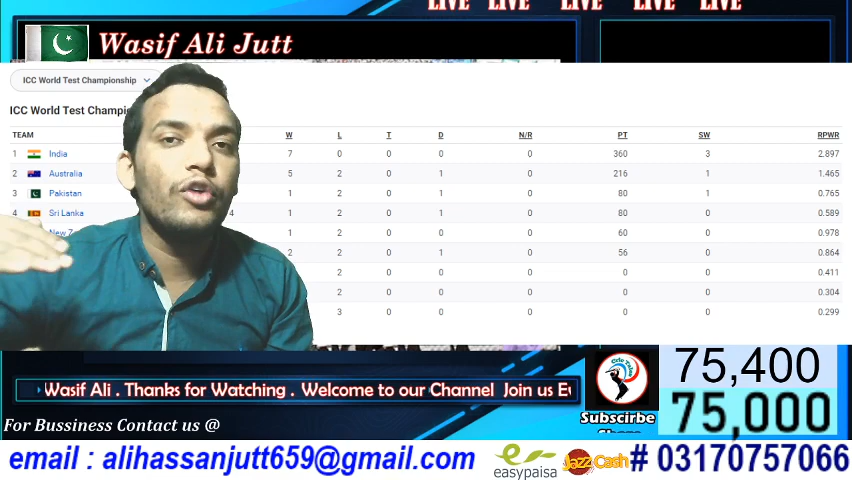 LIVE LIVE LIVE LIVE LIVE
Wasif Ali Jutt
ICC World Test Championship
ICC World Test Champi
TEAM W L T D N/R PT SW RPWR
1 India 7 0 0 0 0 360 3 2.897
2 Australia 5 2 0 1 0 216 1 1.465
3 Pakistan 1 2 0 1 0 80 1 0.765
4 Sri Lanka 4 1 2 0 1 0 80 0 0.589
New Z 1 2 0 0 0 60 0 0.978
2 2 0 1 0 56 0 0.864
2 0 0 0 0 0 0.411
2 0 0 0 0 0 0.304
3 0 0 0 0 0 0.299
Wasif Ali . Thanks for Watching . Welcome to our Channel Join us Ev
75,400
Subscirbe
75,000
For Bussiness Contact us @
email : alihassanjutt659@gmail.com
easypaisa
JazzCash
# 03170757066